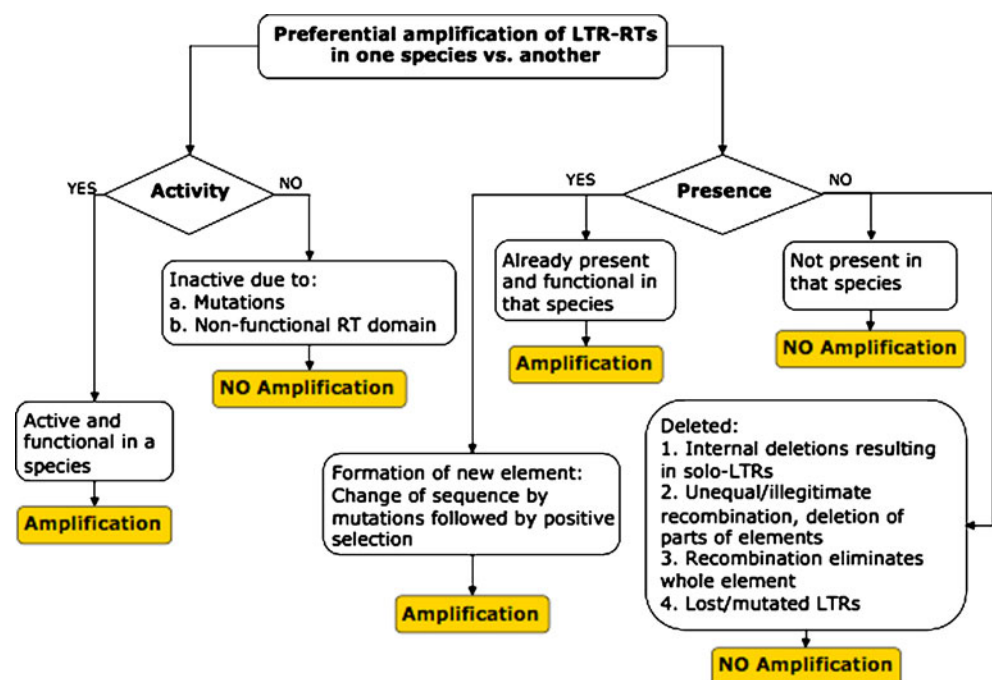 Preferential amplification of LTR-RTs
in one species vs. another
YES
Activity
NO
YES
Presence
NO
Inactive due to:
a. Mutations
b. Non-functional RT domain
NO Amplification
Active and
functional in a
species
Amplification
Already present
and functional in
that species
Amplification
Not present in
that species
NO Amplification
Formation of new element:
Change of sequence by
mutations followed by positive
selection
Amplification
Deleted:
1. Internal deletions resulting
in solo-LTRs
2. Unequal/illegitimate
recombination, deletion of
parts of elements
3. Recombination eliminates
whole element
4. Lost/mutated LTRs
NO Amplification